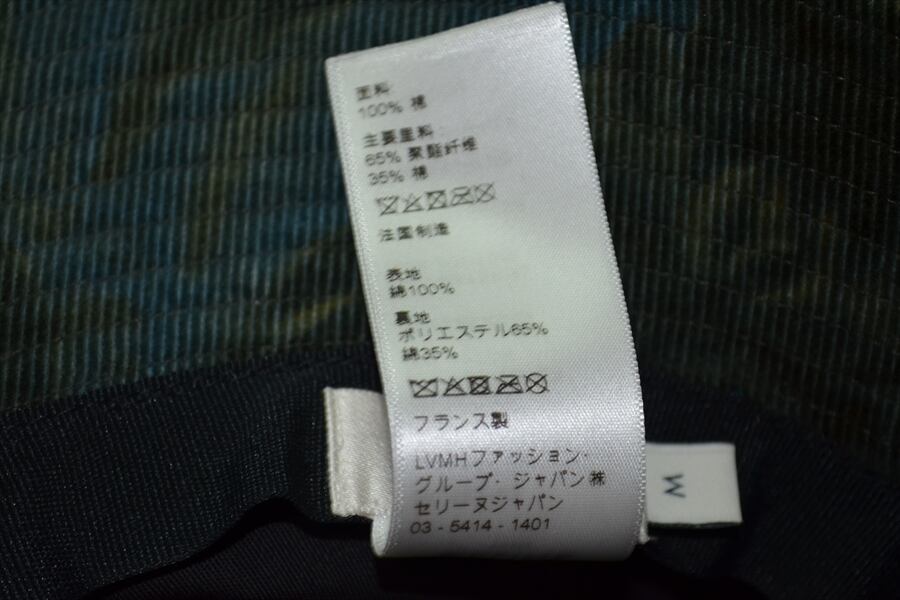 面料:
100% 棉
主要里料:
65% 聚酯纤维
35% 棉
法国制造
表地
綿100%
裏地
ポリエステル65%
綿35%
フランス製
LVMHファッション・
グループ・ジャパン㈱
セリーヌジャパン
03 - 5414 - 1401
M